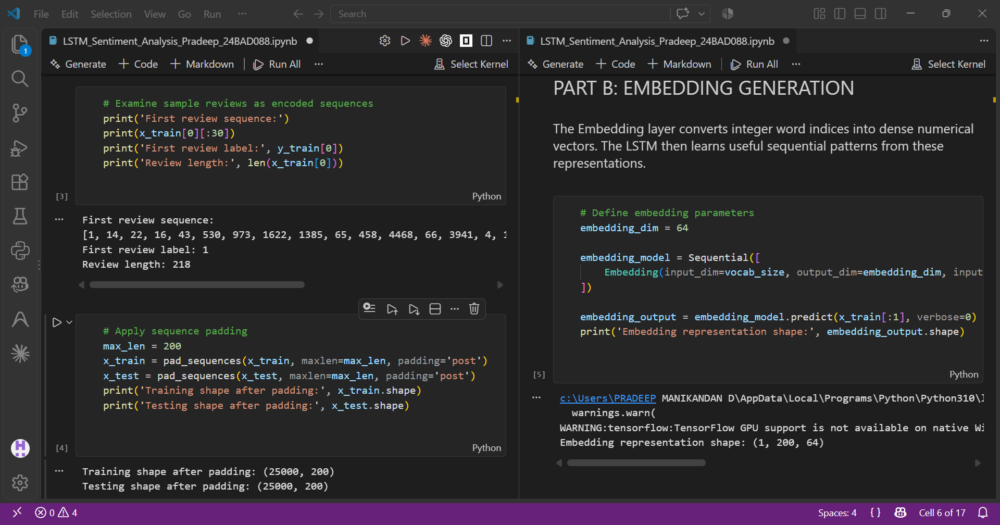 File Edit Selection View Go Run ···
Search
1
LSTM_Sentiment_Analysis_Pradeep_24BAD088.ipynb
Generate + Code + Markdown Run All ···
Select Kernel
# Examine sample reviews as encoded sequences
print('First review sequence:')
print(x_train[0][:30])
print('First review label:', y_train[0])
print('Review length:', len(x_train[0]))
[3]
Python
First review sequence:
[1, 14, 22, 16, 43, 530, 973, 1622, 1385, 65, 458, 4468, 66, 3941, 4,
First review label: 1
Review length: 218
# Apply sequence padding
max_len = 200
x_train = pad_sequences(x_train, maxlen=max_len, padding='post')
x_test = pad_sequences(x_test, maxlen=max_len, padding='post')
print('Training shape after padding:', x_train.shape)
print('Testing shape after padding:', x_test.shape)
[4]
Python
Training shape after padding: (25000, 200)
Testing shape after padding: (25000, 200)
LSTM_Sentiment_Analysis_Pradeep_24BAD088.ipynb
Generate + Code + Markdown Run All ···
Select Kernel
PART B: EMBEDDING GENERATION
The Embedding layer converts integer word indices into dense numerical
vectors. The LSTM then learns useful sequential patterns from these
representations.
# Define embedding parameters
embedding_dim = 64
embedding_model = Sequential([
Embedding(input_dim=vocab_size, output_dim=embedding_dim, input
])
embedding_output = embedding_model.predict(x_train[:1], verbose=0)
print('Embedding representation shape:', embedding_output.shape)
[5]
Python
c:\Users\PRADEEP MANIKANDAN D\AppData\Local\Programs\Python\Python310\
warnings.warn(
WARNING:tensorflow:TensorFlow GPU support is not available on native Wi
Embedding representation shape: (1, 200, 64)
0 4
Spaces: 4 { } Cell 6 of 17